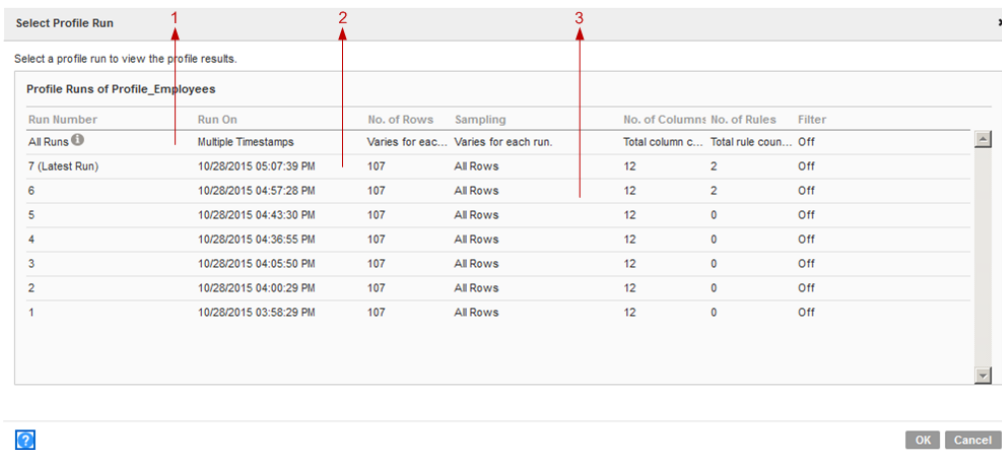 Select Profile Run
1 2 3
Select a profile run to view the profile results.
Profile Runs of Profile_Employees
Run Number Run On No. of Rows Sampling No. of Columns No. of Rules Filter
All Runs Multiple Timestamps Varies for eac... Varies for each run. Total column c... Total rule coun... Off
7 (Latest Run) 10/28/2015 05:07:39 PM 107 All Rows 12 2 Off
6 10/28/2015 04:57:28 PM 107 All Rows 12 2 Off
5 10/28/2015 04:43:30 PM 107 All Rows 12 0 Off
4 10/28/2015 04:36:55 PM 107 All Rows 12 0 Off
3 10/28/2015 04:05:50 PM 107 All Rows 12 0 Off
2 10/28/2015 04:00:29 PM 107 All Rows 12 0 Off
1 10/28/2015 03:58:29 PM 107 All Rows 12 0 Off
? OK Cancel